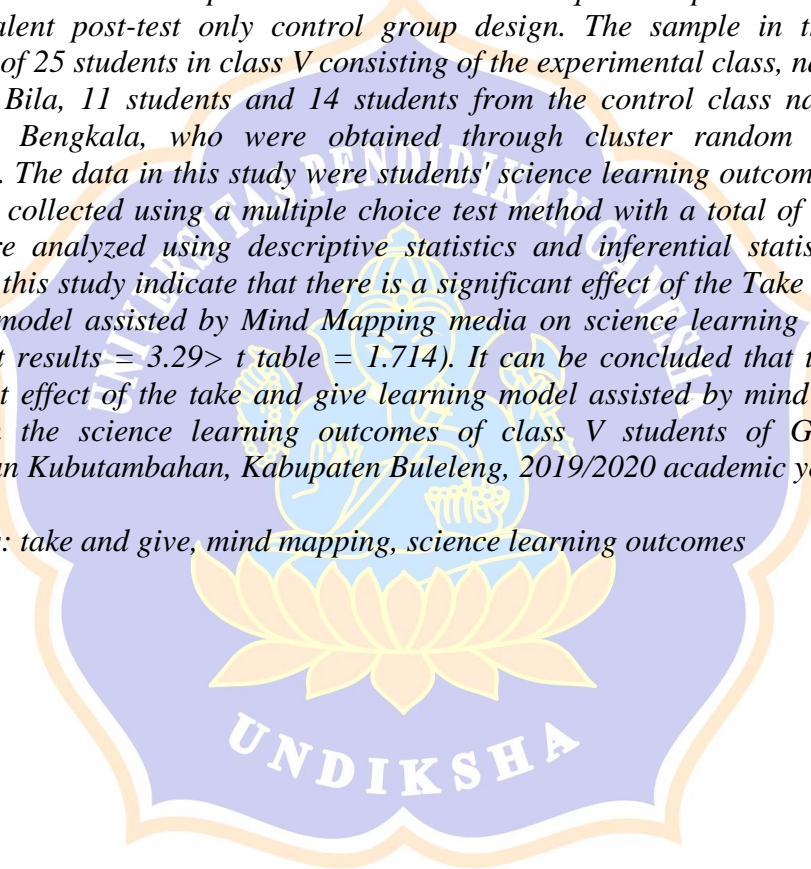 alent post-test only control group design. The sample in t
of 25 students in class V consisting of the experimental class, na
Bila, 11 students and 14 students from the control class na
Bengkala, who were obtained through cluster random
. The data in this study were students' science learning outcom
collected using a multiple choice test method with a total of
re analyzed using descriptive statistics and inferential statis
this study indicate that there is a significant effect of the Take
model assisted by Mind Mapping media on science learning
t results = 3.29> t table = 1.714). It can be concluded that t
t effect of the take and give learning model assisted by mind
the science learning outcomes of class V students of G
an Kubutambahan, Kabupaten Buleleng, 2019/2020 academic y
: take and give, mind mapping, science learning outcomes
UNIVERSITAS PENDIDIKAN GANESHA
UNDIKSHA